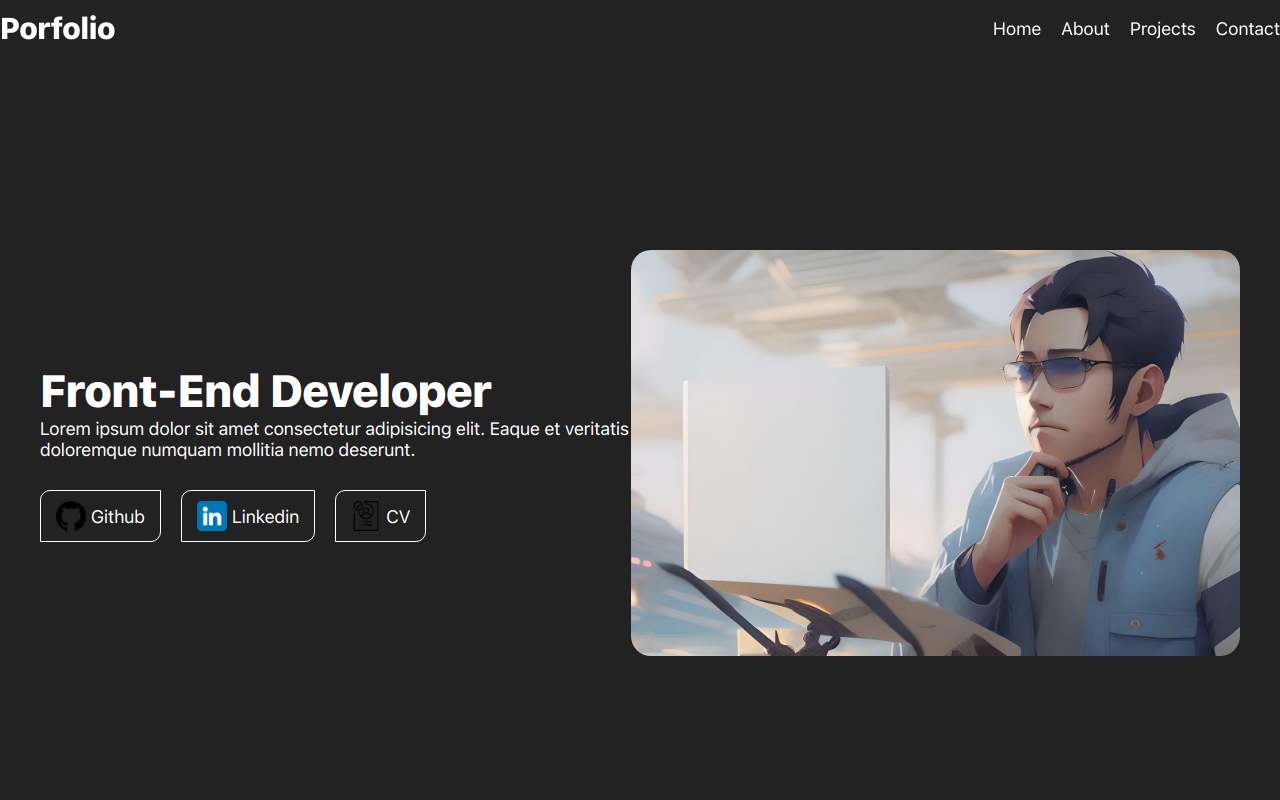 Porfolio
Home About Projects Contact
Front-End Developer
Lorem ipsum dolor sit amet consectetur adipisicing elit. Eaque et veritatis
doloremque numquam mollitia nemo deserunt.
Github in Linkedin CV